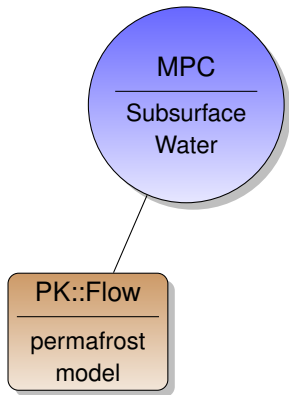 MPC
Subsurface
Water
PK::Flow
permafrost
model